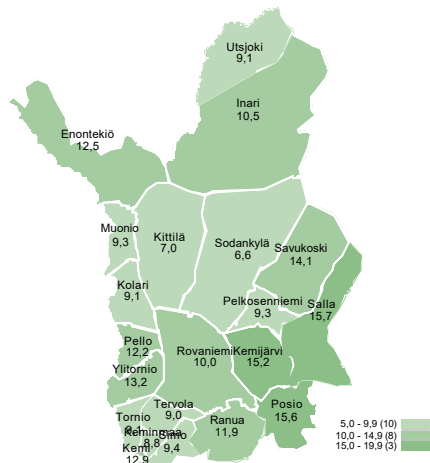 Utsjoki
9,1
Inari
10,5
Enontekiö
12,5
Muonio
9,3
Kittilä
7,0
Sodankylä
6,6
Savukoski
14,1
Kolari
9,1
Pelkosenniemi
9,3
Salla
15,7
Pello
12,2
Rovaniemi
10,0
Kemijärvi
15,2
Ylitornio
13,2
Tervola
9,0
Posio
15,6
Tornio
9,1
Ranua
11,9
Keminmaa
8,8
Simo
9,4
Kemi
12,9
5,0 - 9,9 (10)
10,0 - 14,9 (8)
15,0 - 19,9 (3)